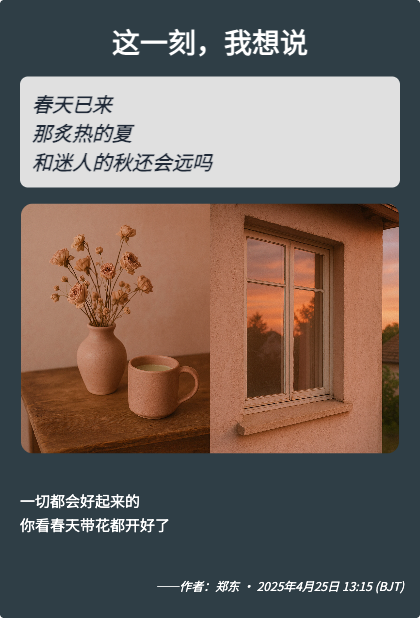 这一刻，我想说
春天已来
那炙热的夏
和迷人的秋还会远吗
一切都会好起来的
你看春天带花都开好了
——作者：郑东 · 2025年4月25日 13:15 (BJT)